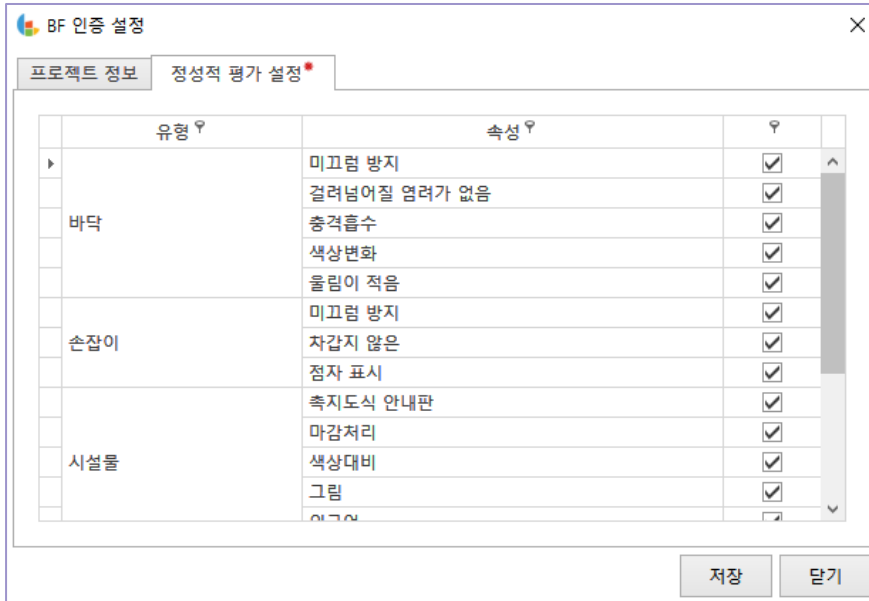 BF 인증 설정
프로젝트 정보
정성적 평가 설정
유형 속성
바닥
미끄럼 방지
걸려넘어질 염려가 없음
충격흡수
색상변화
울림이 적음
손잡이
미끄럼 방지
차갑지 않은
점자 표시
시설물
촉지도식 안내판
마감처리
색상대비
그림
저장
닫기